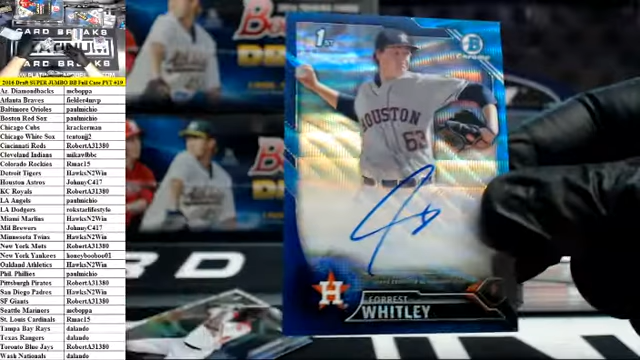 CARD BREAKS
2016 Draft SUPER JUMBO BB Full Case PYT #19
Az. Diamondbacks mcboppa
Atlanta Braves fielder4mvp
Baltimore Orioles paulmichio
Boston Red Sox paulmichio
Chicago Cubs krackerman
Chicago White Sox tentonjj2
Cincinnati Reds RobertA31380
Cleveland Indians mikavilbbc
Colorado Rockies Rmac15
Detroit Tigers HawksN2Win
Houston Astros JohnnyC417
KC Royals RobertA31380
LA Angels paulmichio
LA Dodgers rokstarlifestyle
Miami Marlins HawksN2Win
Mil Brewers JohnnyC417
Minnesota Twins HawksN2Win
New York Mets RobertA31380
New York Yankees honeybooboo01
Oakland Athletics HawksN2Win
Phil. Phillies paulmichio
Pittsburgh Pirates RobertA31380
San Diego Padres HawksN2Win
SF Giants RobertA31380
Seattle Mariners mcboppa
St. Louis Cardinals Rmac15
Tampa Bay Rays dalando
Texas Rangers dalando
Toronto Blue Jays RobertA31380
Wash Nationals dalando
1ST
Chrome
HOUSTON
63
H
FORREST
WHITLEY